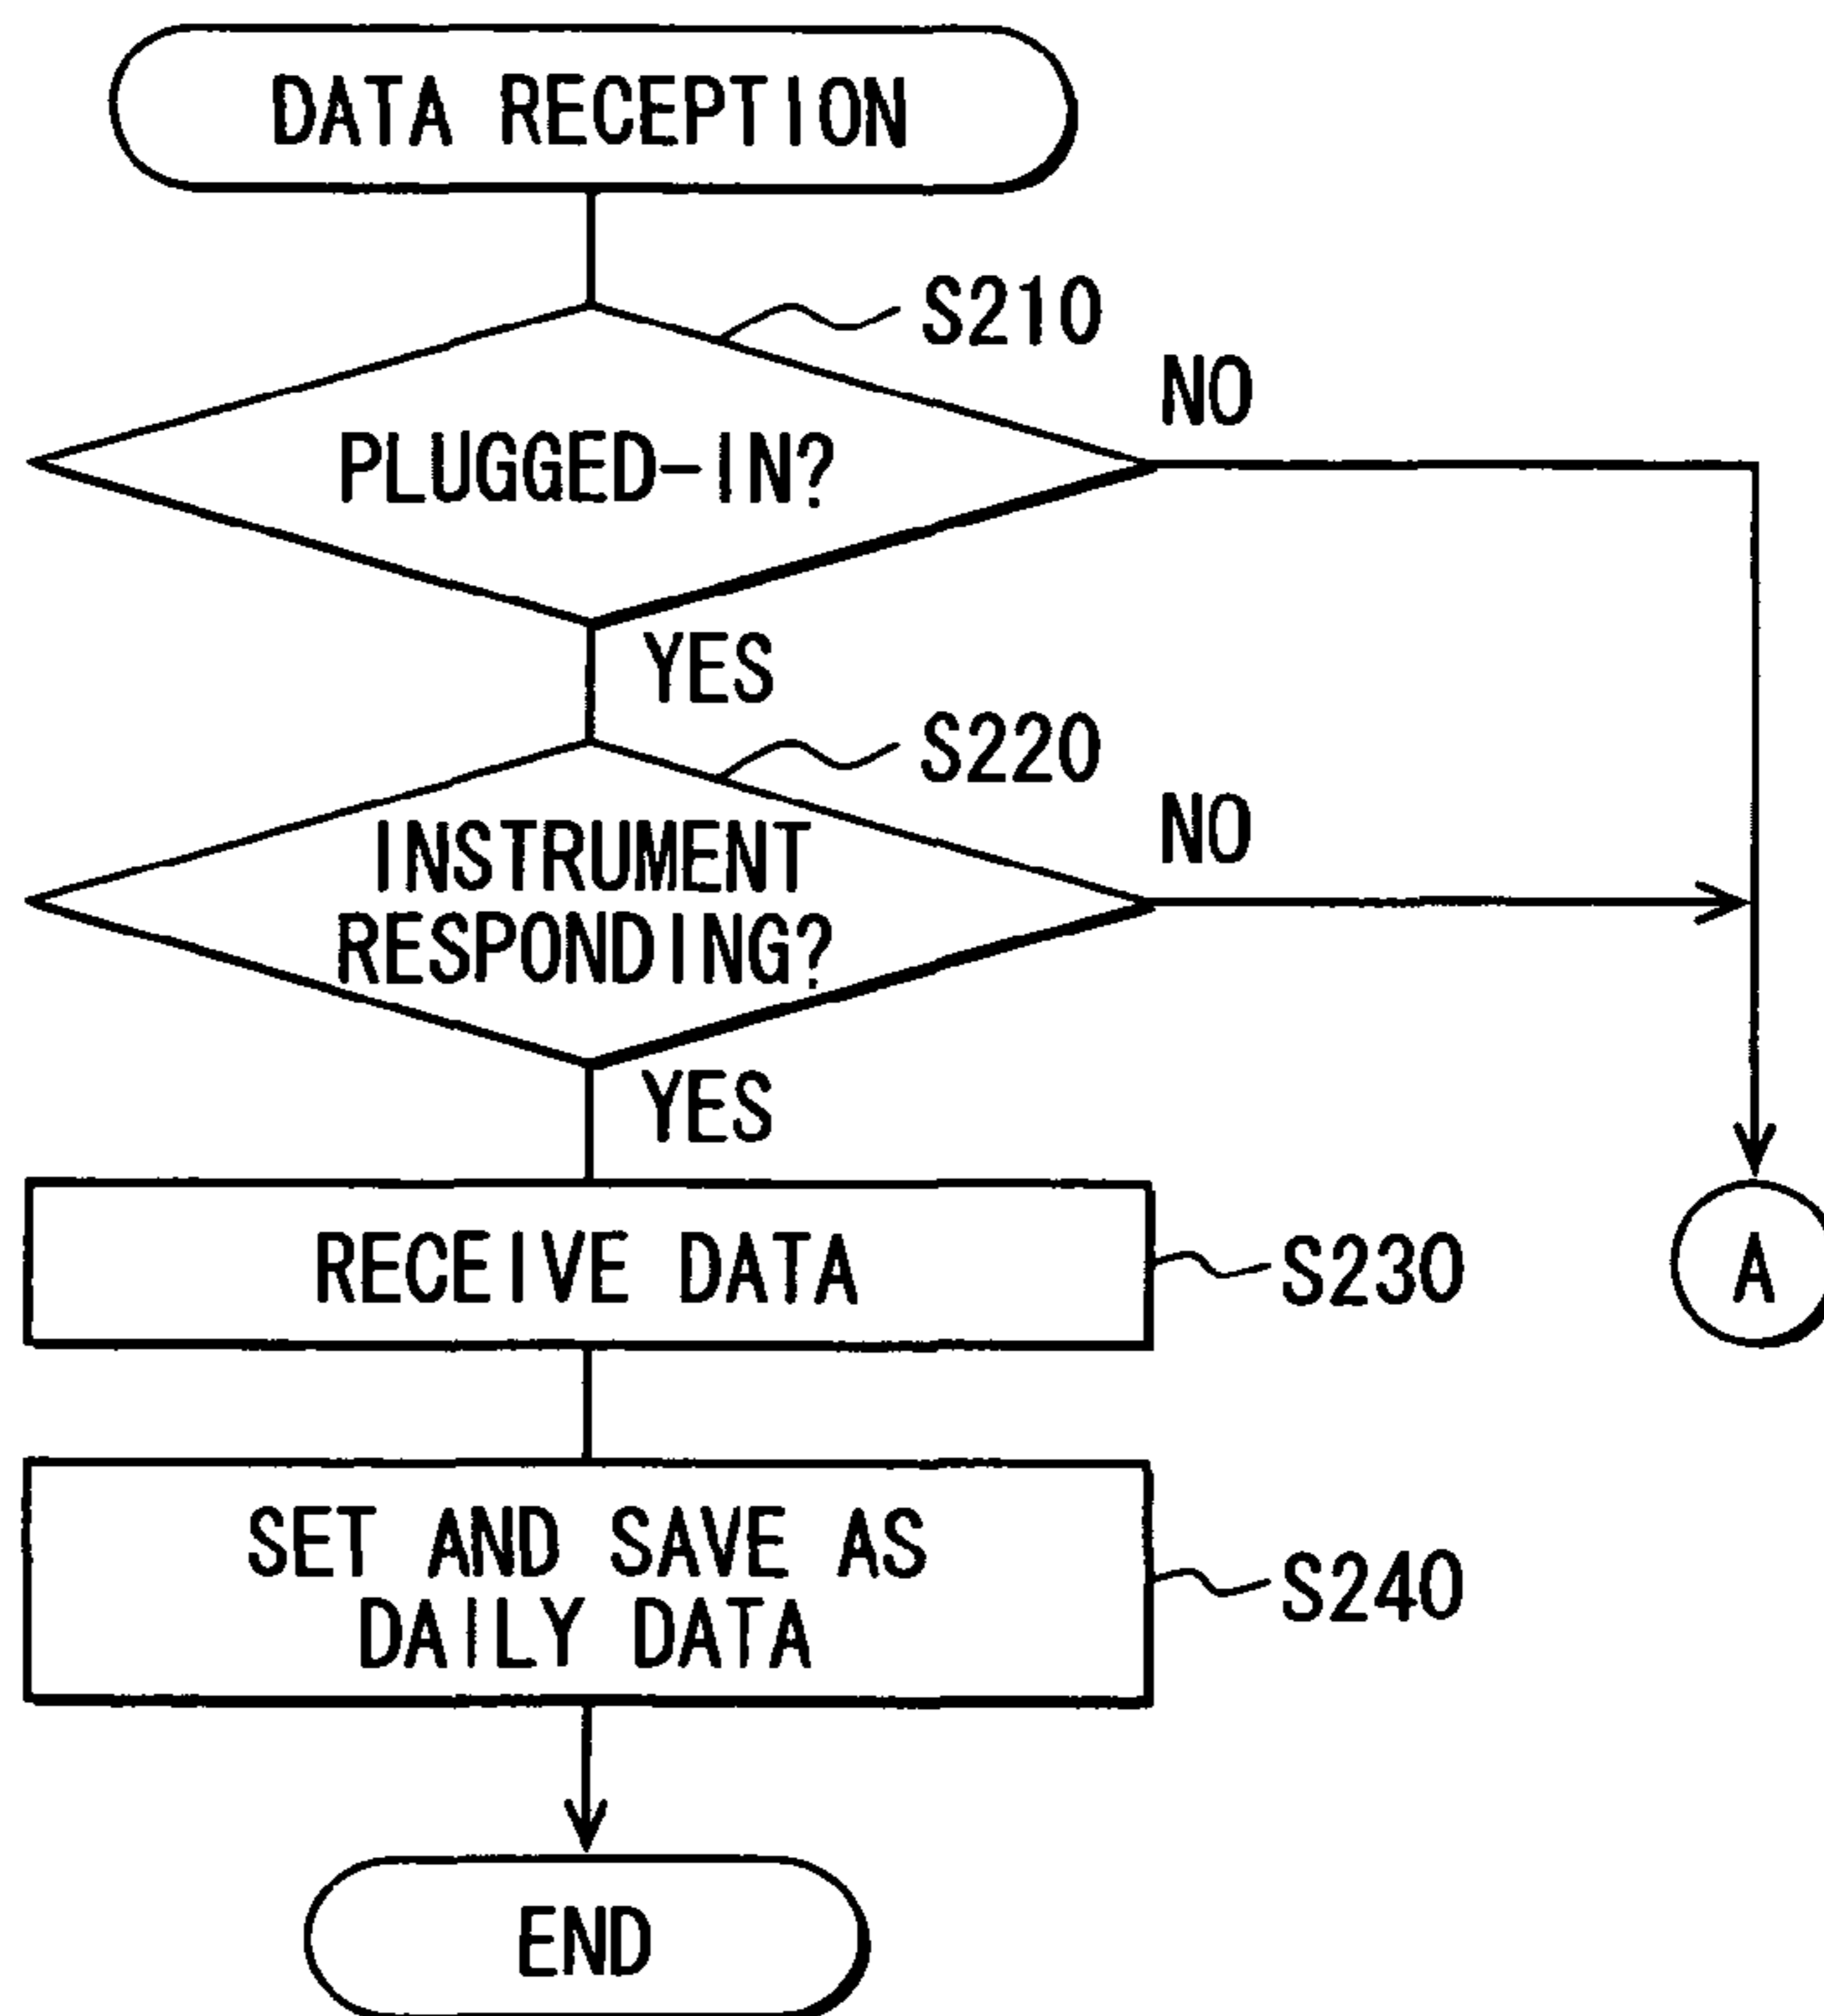 DATA RECEPTION
S210
NO
PLUGGED-IN?
YES
S220
NO
INSTRUMENT
RESPONDING?
YES
RECEIVE DATA
S230
A
SET AND SAVE AS
DAILY DATA
S240
END